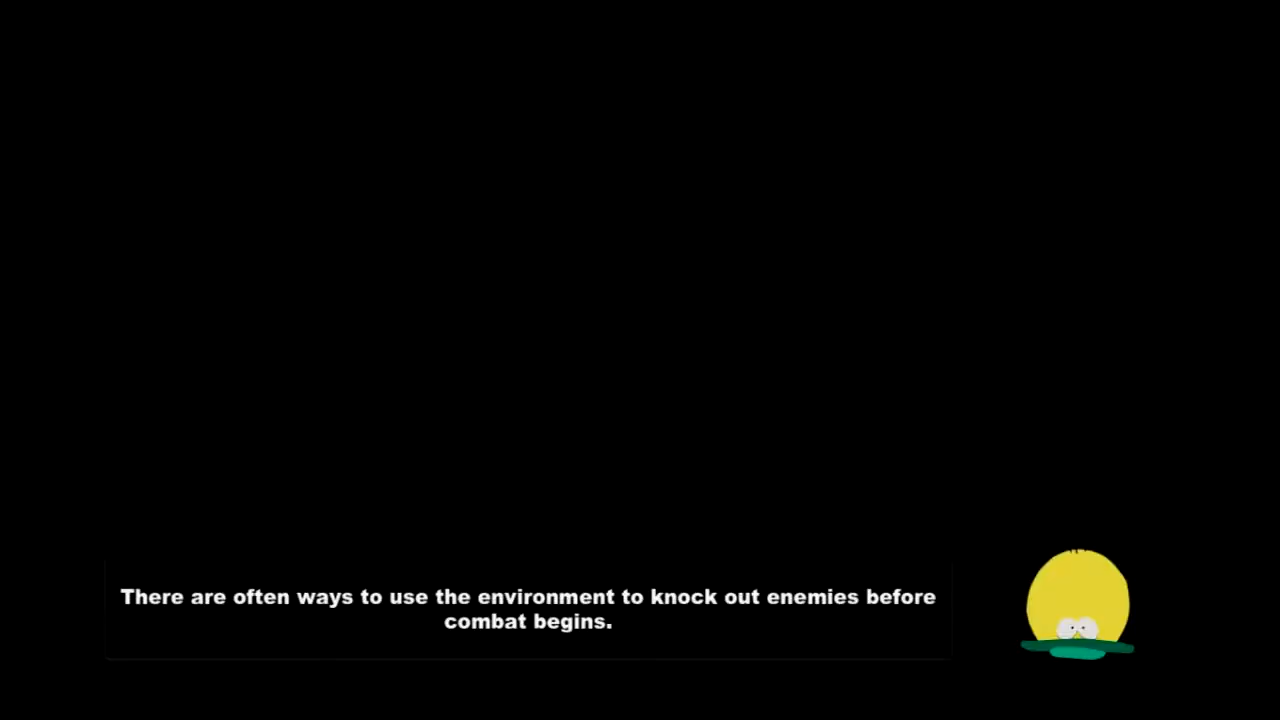 There are often ways to use the environment to knock out enemies before
combat begins.